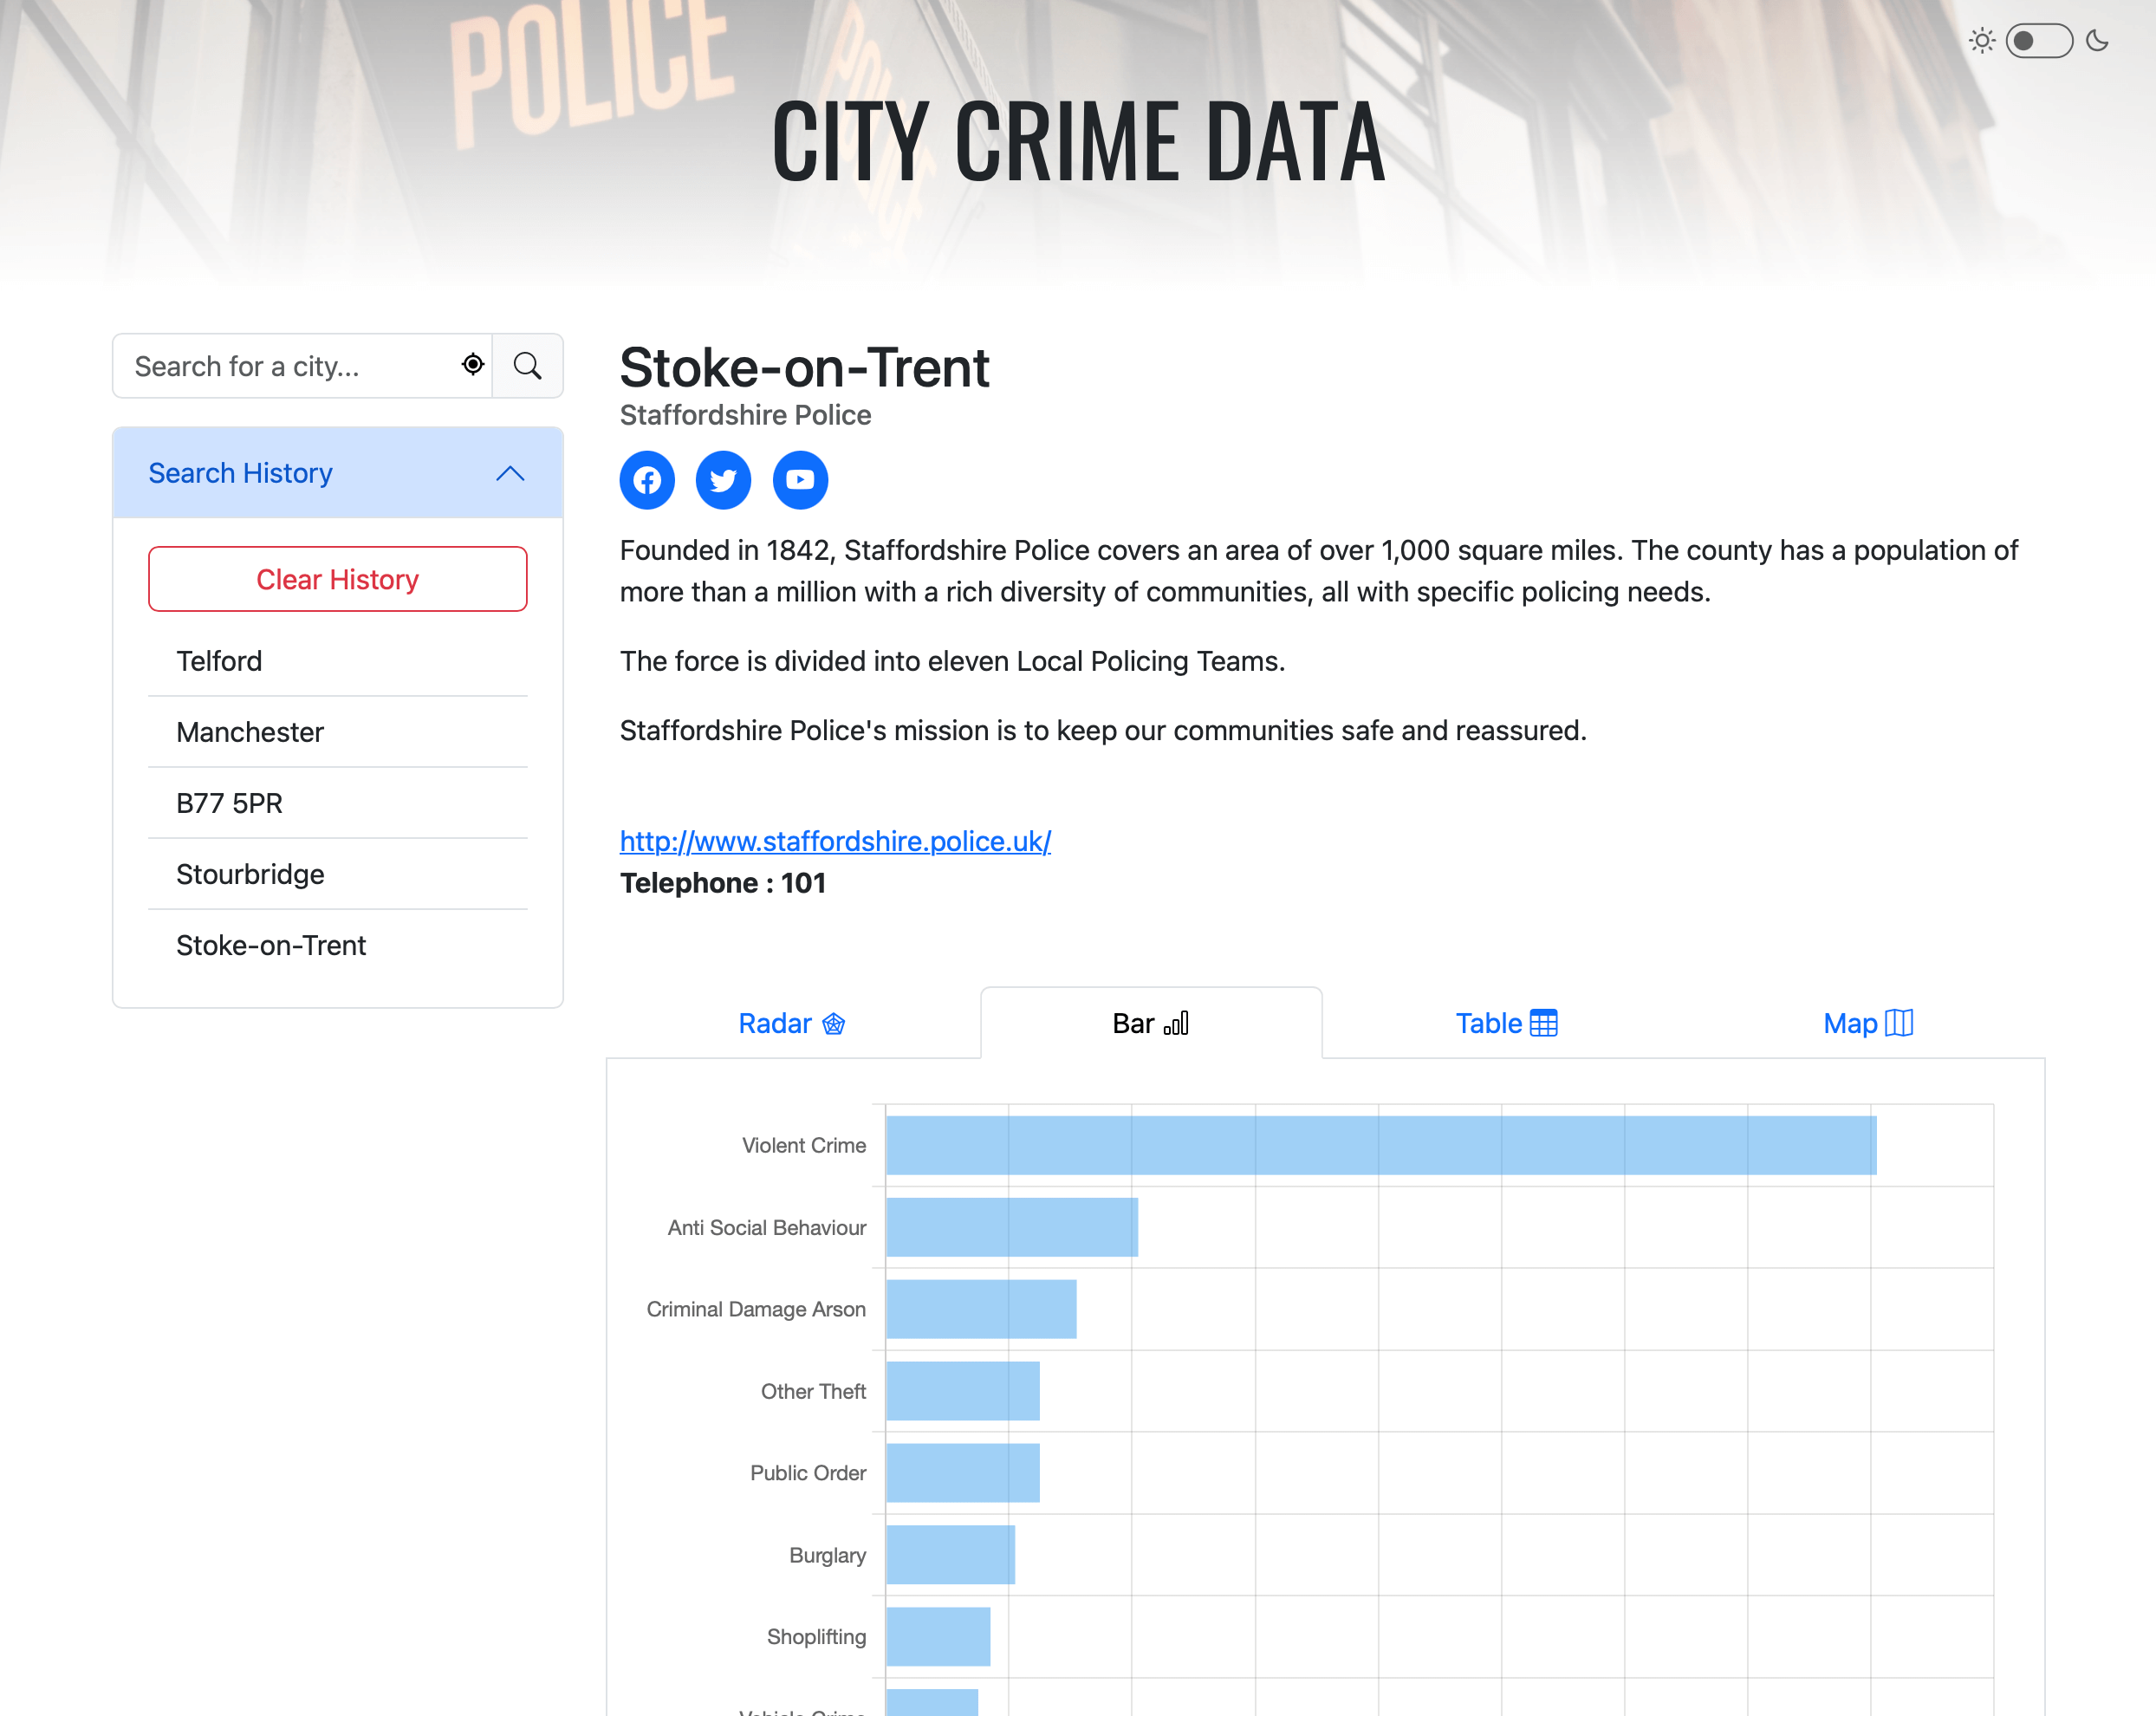 POLICE
POLICE
CITY CRIME DATA
Search for a city...
Search History
Clear History
Telford
Manchester
B77 5PR
Stourbridge
Stoke-on-Trent
Stoke-on-Trent
Staffordshire Police
Founded in 1842, Staffordshire Police covers an area of over 1,000 square miles. The county has a population of
more than a million with a rich diversity of communities, all with specific policing needs.
The force is divided into eleven Local Policing Teams.
Staffordshire Police's mission is to keep our communities safe and reassured.
http://www.staffordshire.police.uk/
Telephone : 101
Radar
Bar
Table
Map
Violent Crime
Anti Social Behaviour
Criminal Damage Arson
Other Theft
Public Order
Burglary
Shoplifting
Vehicle Crime